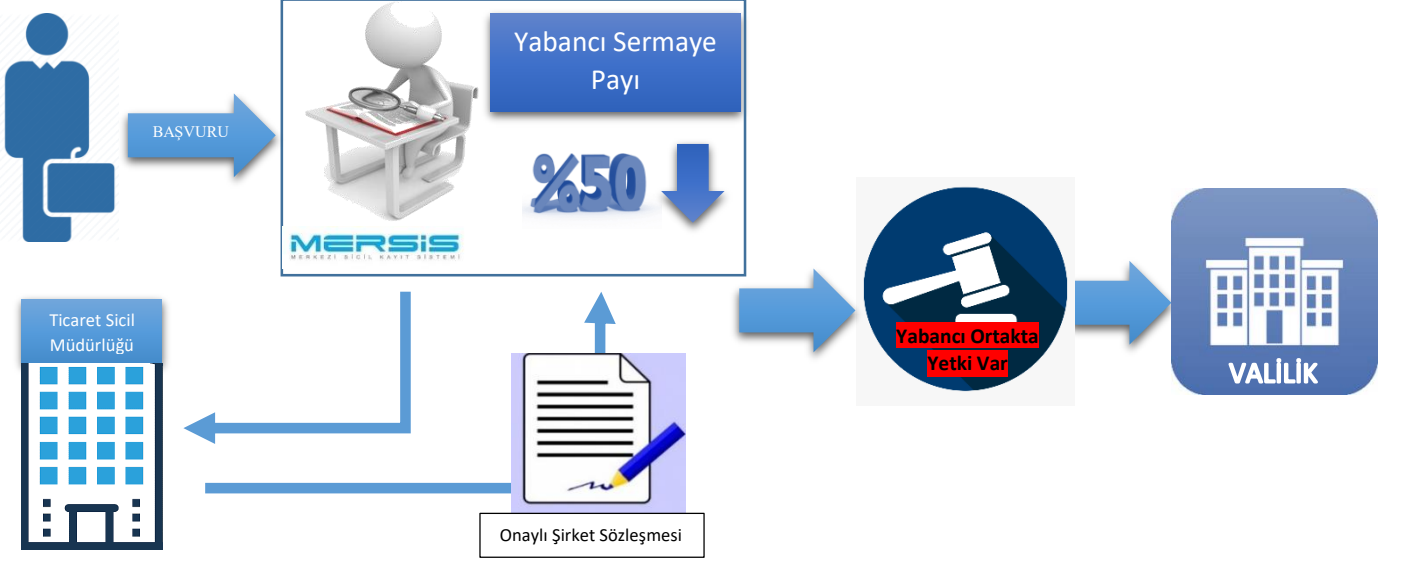 BAŞVURU
Yabancı Sermaye
Payı
%50
MERSİS
MERKEZİ SİCİL KAYIT SİSTEMİ
Yabancı Ortakta
Yetki Var
VALİLİK
Ticaret Sicil
Müdürlüğü
Onaylı Şirket Sözleşmesi